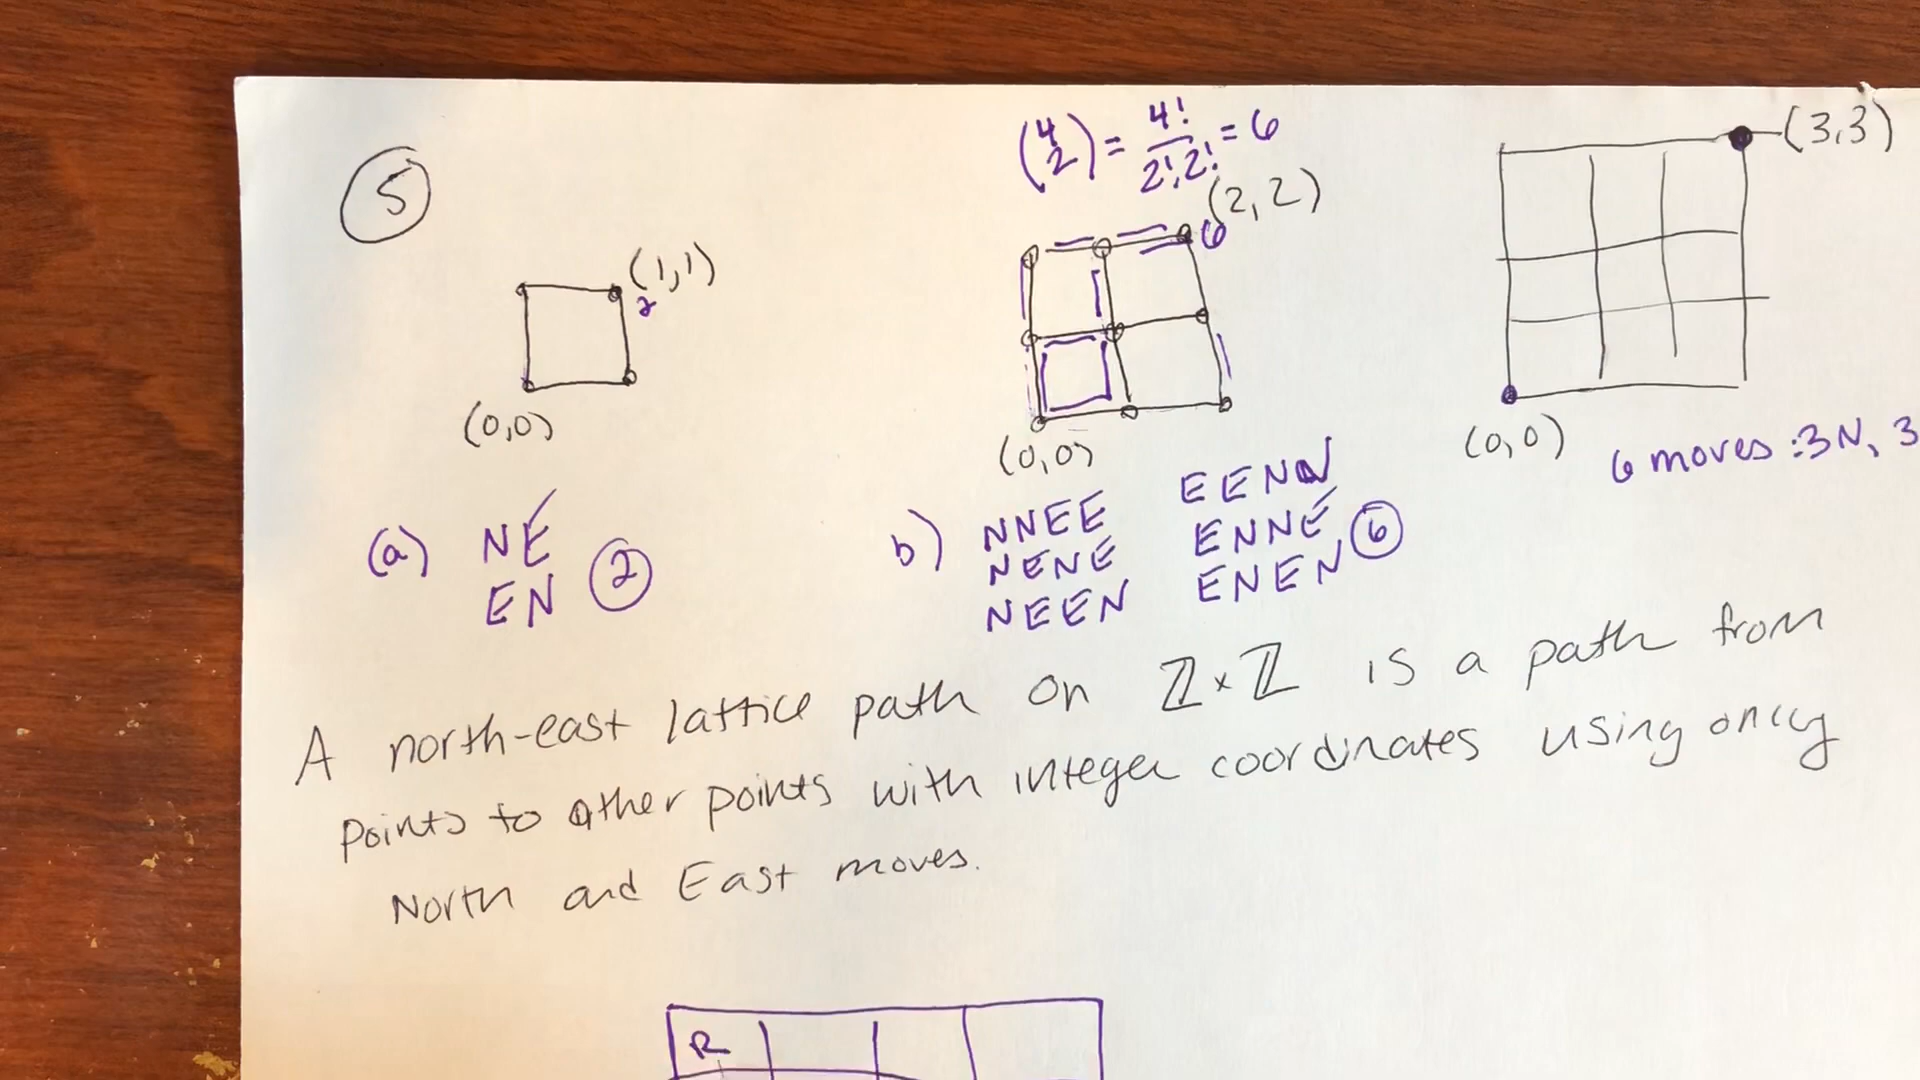 5
(4 2) = 4!/2!2! = 6
(3,3)
(2,2)
6
(1,1)
2
(0,0)
(0,0)
(0,0)
6 moves : 3N, 3
(a) NE
EN
2
b) NNEE EENN
NENE ENNE
NEEN ENEN
6
A north-east lattice path on ℤ×ℤ is a path from
points to other points with integer coordinates using only
North and East moves.
R